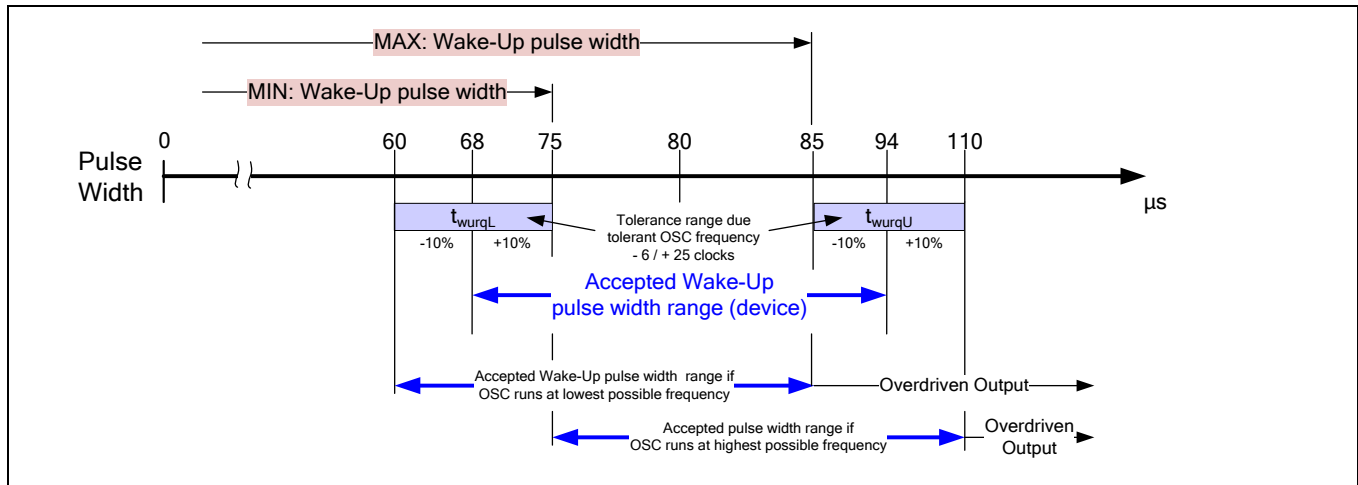 MAX: Wake-Up pulse width
MIN: Wake-Up pulse width
0 60 68 75 80 85 94 110
Pulse
Width
µs
twurqL
twurqU
-10% +10%
Tolerance range due
tolerant OSC frequency
- 6 / + 25 clocks
-10% +10%
Accepted Wake-Up
pulse width range (device)
Accepted Wake-Up pulse width range if
OSC runs at lowest possible frequency
Overdriven Output
Accepted pulse width range if
OSC runs at highest possible frequency
Overdriven
Output